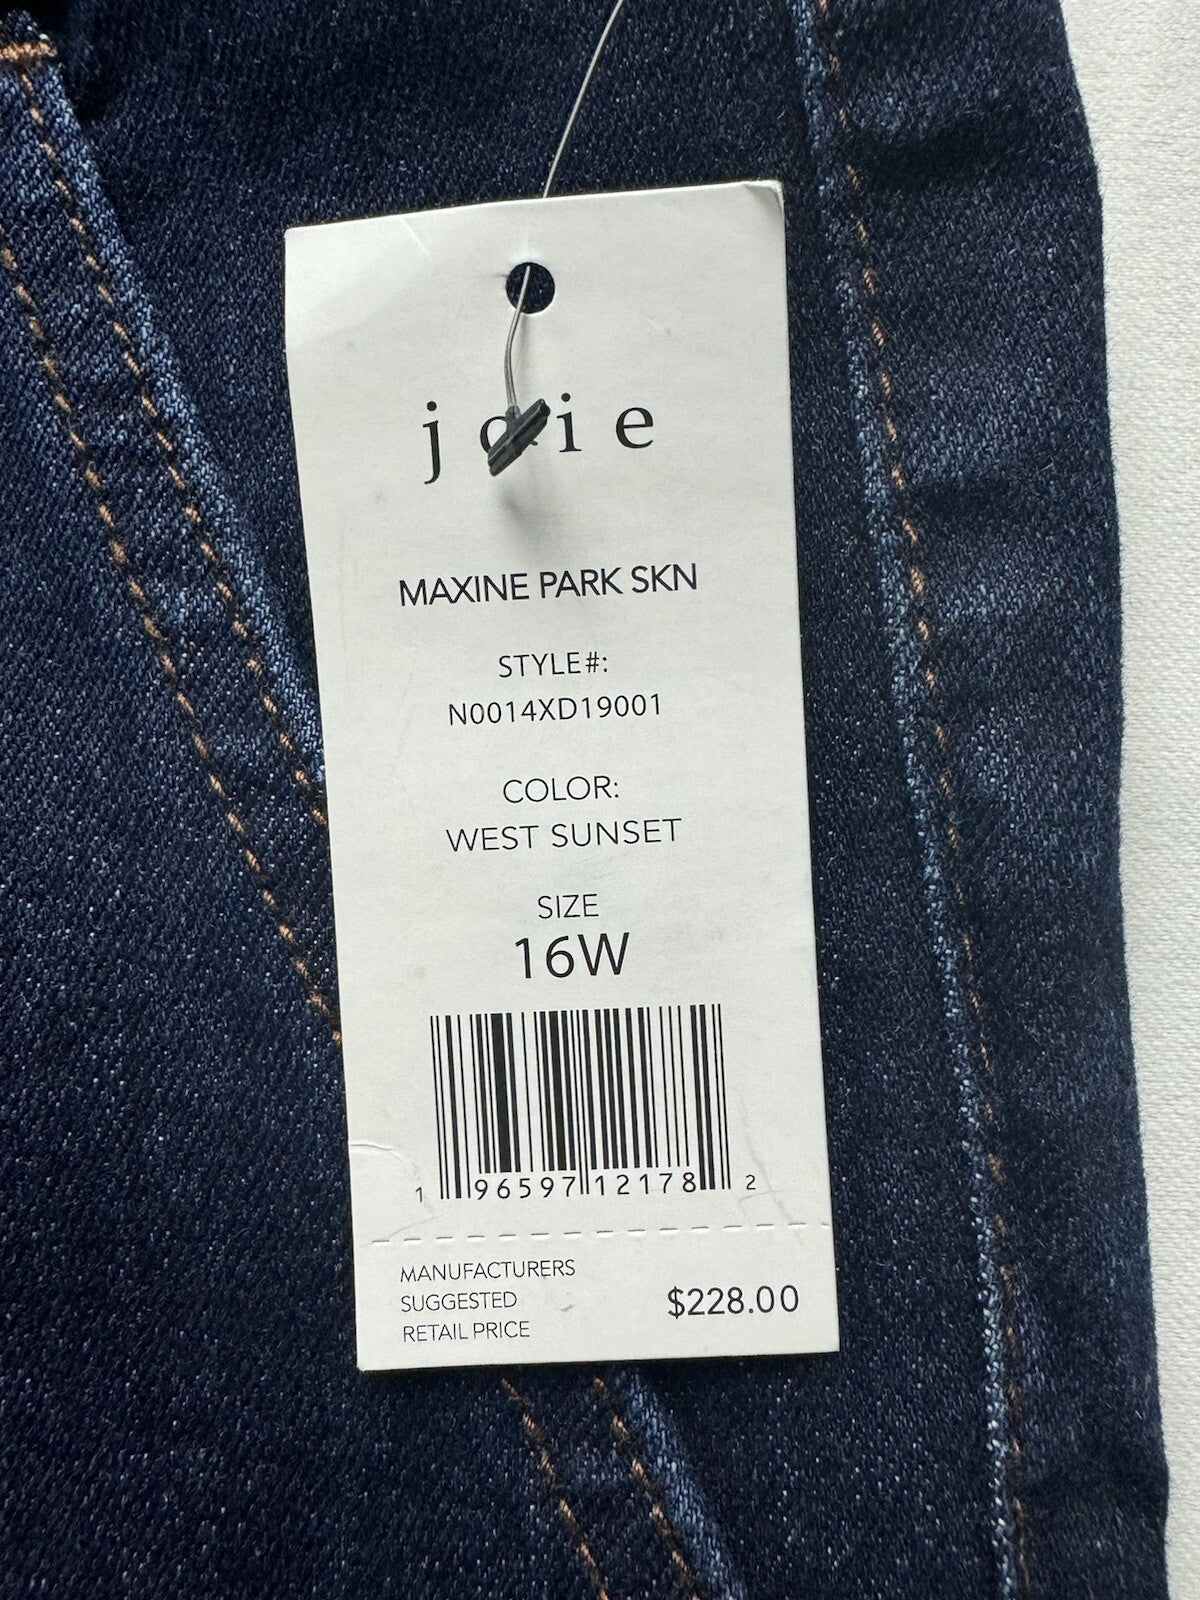 joie
MAXINE PARK SKN
STYLE#:
N0014XD19001
COLOR:
WEST SUNSET
SIZE
16W
1 96597 12178 2
MANUFACTURERS
SUGGESTED
RETAIL PRICE
$228.00